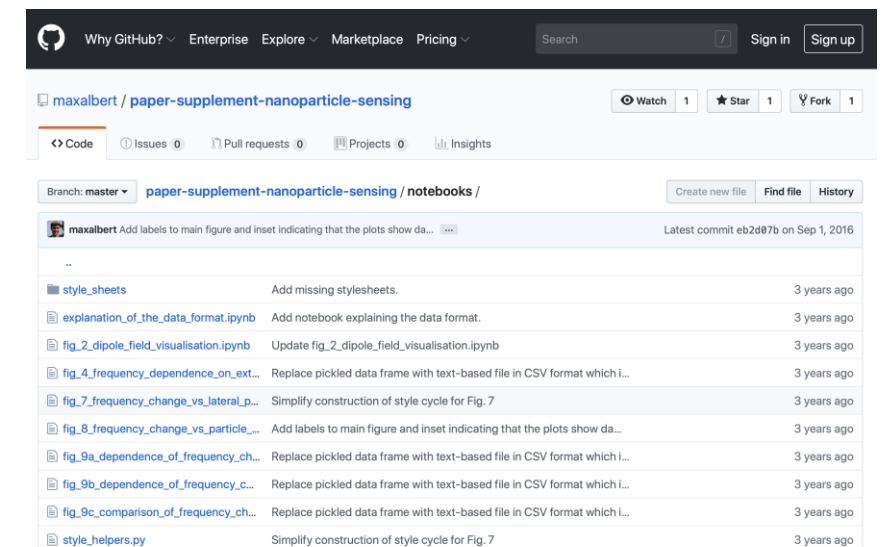 Why GitHub? Enterprise Explore Marketplace Pricing Search / Sign in Sign up
maxalbert / paper-supplement-nanoparticle-sensing Watch 1 Star 1 Fork 1
Code Issues 0 Pull requests 0 Projects 0 Insights
Branch: master paper-supplement-nanoparticle-sensing / notebooks / Create new file Find file History
maxalbert Add labels to main figure and inset indicating that the plots show da... ... Latest commit eb2d07b on Sep 1, 2016
..
style_sheets Add missing stylesheets. 3 years ago
explanation_of_the_data_format.ipynb Add notebook explaining the data format. 3 years ago
fig_2_dipole_field_visualisation.ipynb Update fig_2_dipole_field_visualisation.ipynb 3 years ago
fig_4_frequency_dependence_on_ext... Replace pickled data frame with text-based file in CSV format which i... 3 years ago
fig_7_frequency_change_vs_lateral_p... Simplify construction of style cycle for Fig. 7 3 years ago
fig_8_frequency_change_vs_particle_... Add labels to main figure and inset indicating that the plots show da... 3 years ago
fig_9a_dependence_of_frequency_ch... Replace pickled data frame with text-based file in CSV format which i... 3 years ago
fig_9b_dependence_of_frequency_c... Replace pickled data frame with text-based file in CSV format which i... 3 years ago
fig_9c_comparison_of_frequency_ch... Replace pickled data frame with text-based file in CSV format which i... 3 years ago
style_helpers.py Simplify construction of style cycle for Fig. 7 3 years ago